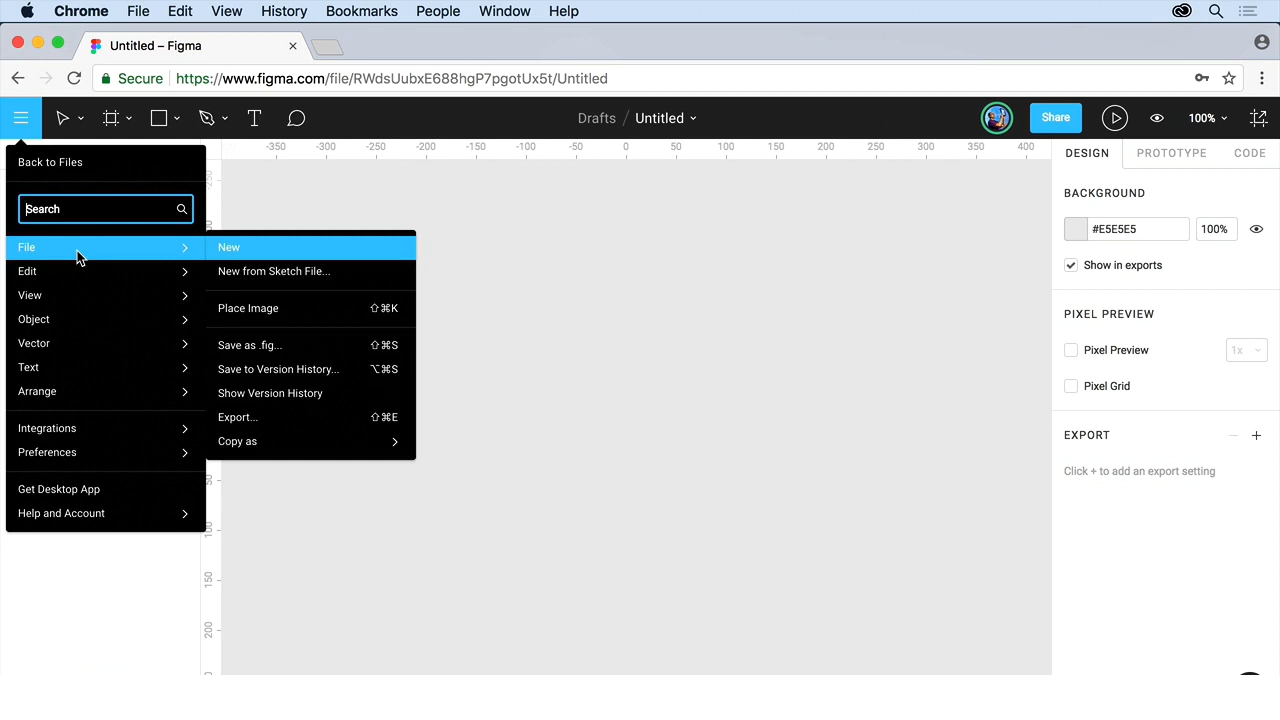 Chrome File Edit View History Bookmarks People Window Help
Untitled – Figma
Secure https://www.figma.com/file/RWdsUubxE688hgP7pgotUx5t/Untitled
Drafts / Untitled Share 100%
-350 -300 -250 -200 -150 -100 -50 0 50 100 150 200 250 300 350 400
Back to Files
Search
File
Edit
View
Object
Vector
Text
Arrange
Integrations
Preferences
Get Desktop App
Help and Account
New
New from Sketch File...
Place Image ⇧⌘K
Save as .fig... ⇧⌘S
Save to Version History... ⌥⌘S
Show Version History
Export... ⇧⌘E
Copy as
100
150
200
DESIGN PROTOTYPE CODE
BACKGROUND
#E5E5E5 100%
Show in exports
PIXEL PREVIEW
Pixel Preview 1x
Pixel Grid
EXPORT
Click + to add an export setting